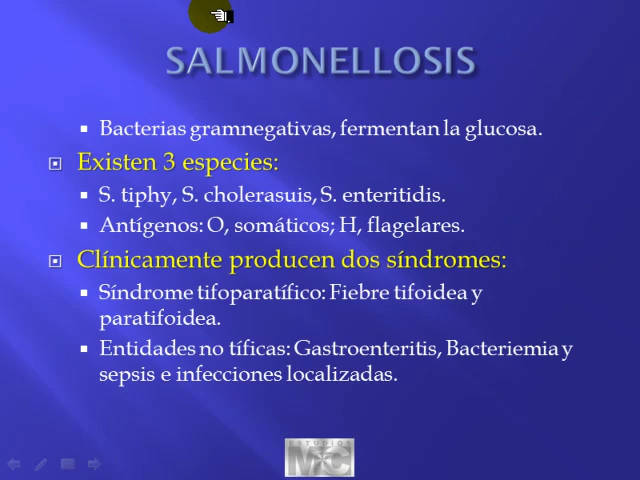 SALMONELLOSIS
Bacterias gramnegativas, fermentan la glucosa.
Existen 3 especies:
S. tiphy, S. cholerasuis, S. enteritidis.
Antígenos: O, somáticos; H, flagelares.
Clínicamente producen dos síndromes:
Síndrome tifoparatífico: Fiebre tifoidea y
paratifoidea.
Entidades no tíficas: Gastroenteritis, Bacteriemia y
sepsis e infecciones localizadas.
ESTUDIOS
MC